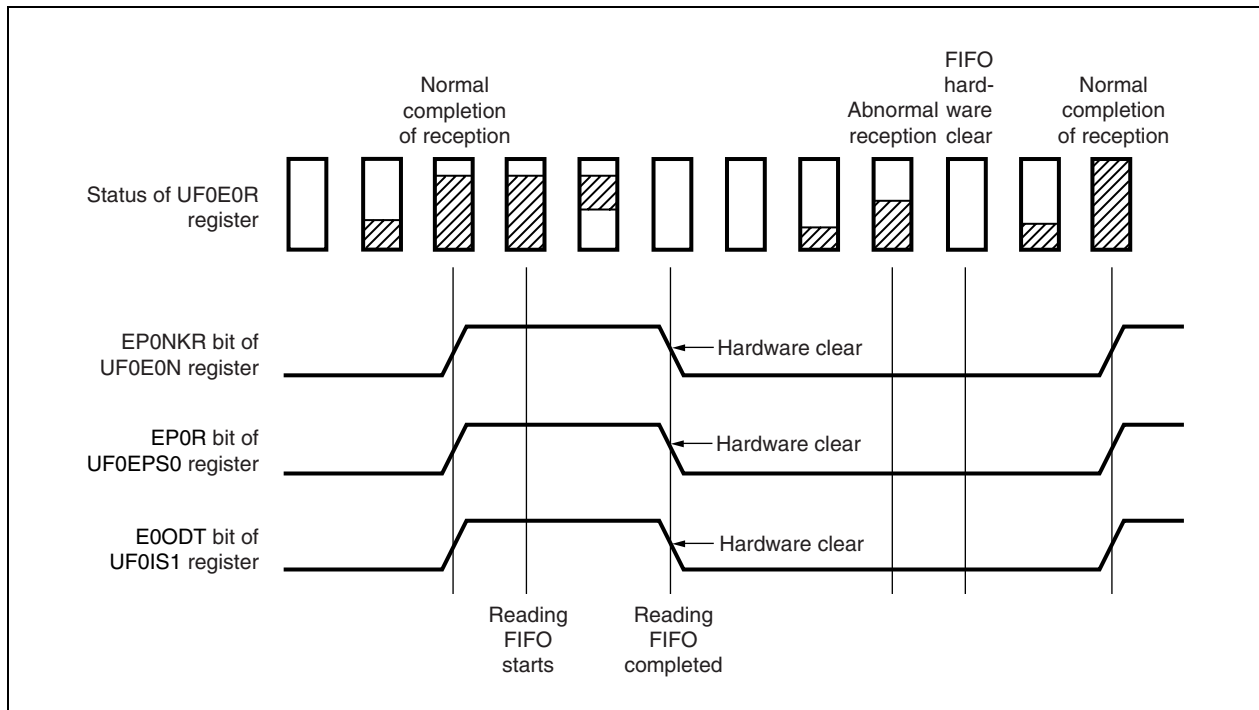 Normal
completion
of reception
Abnormal
reception
FIFO
hard-
ware
clear
Normal
completion
of reception
Status of UF0E0R
register
EP0NKR bit of
UF0E0N register
Hardware clear
EP0R bit of
UF0EPS0 register
Hardware clear
E0ODT bit of
UF0IS1 register
Hardware clear
Reading
FIFO
starts
Reading
FIFO
completed